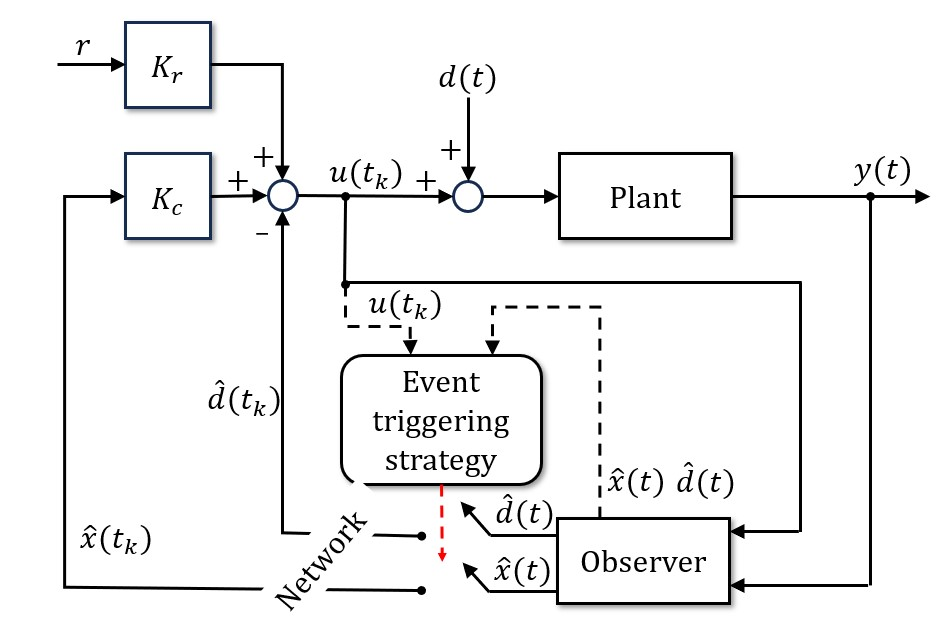 r
K_r
d(t)
+
+
K_c
+
u(t_k)
+
Plant
y(t)
–
u(t_k)
Event
triggering
strategy
d̂(t_k)
x̂(t) d̂(t)
d̂(t)
Network
x̂(t_k)
x̂(t)
Observer